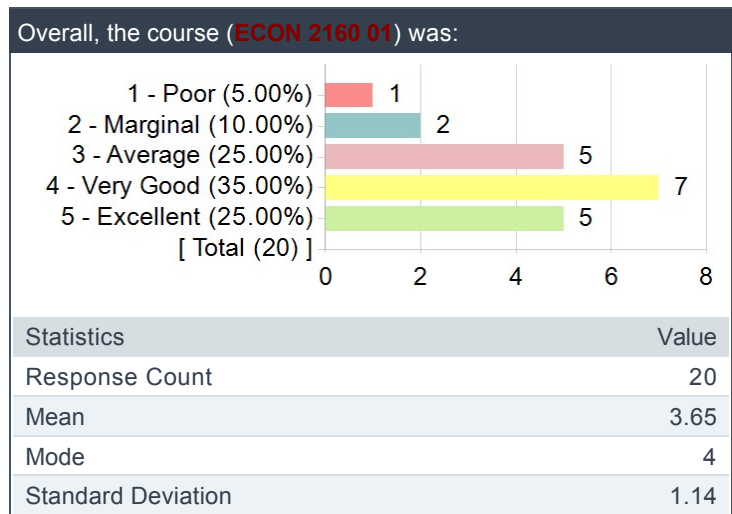 Overall, the course (ECON 2160 01) was:
1 - Poor (5.00%) 1
2 - Marginal (10.00%) 2
3 - Average (25.00%) 5
4 - Very Good (35.00%) 7
5 - Excellent (25.00%) 5
[ Total (20) ]
0 2 4 6 8
Statistics Value
Response Count 20
Mean 3.65
Mode 4
Standard Deviation 1.14